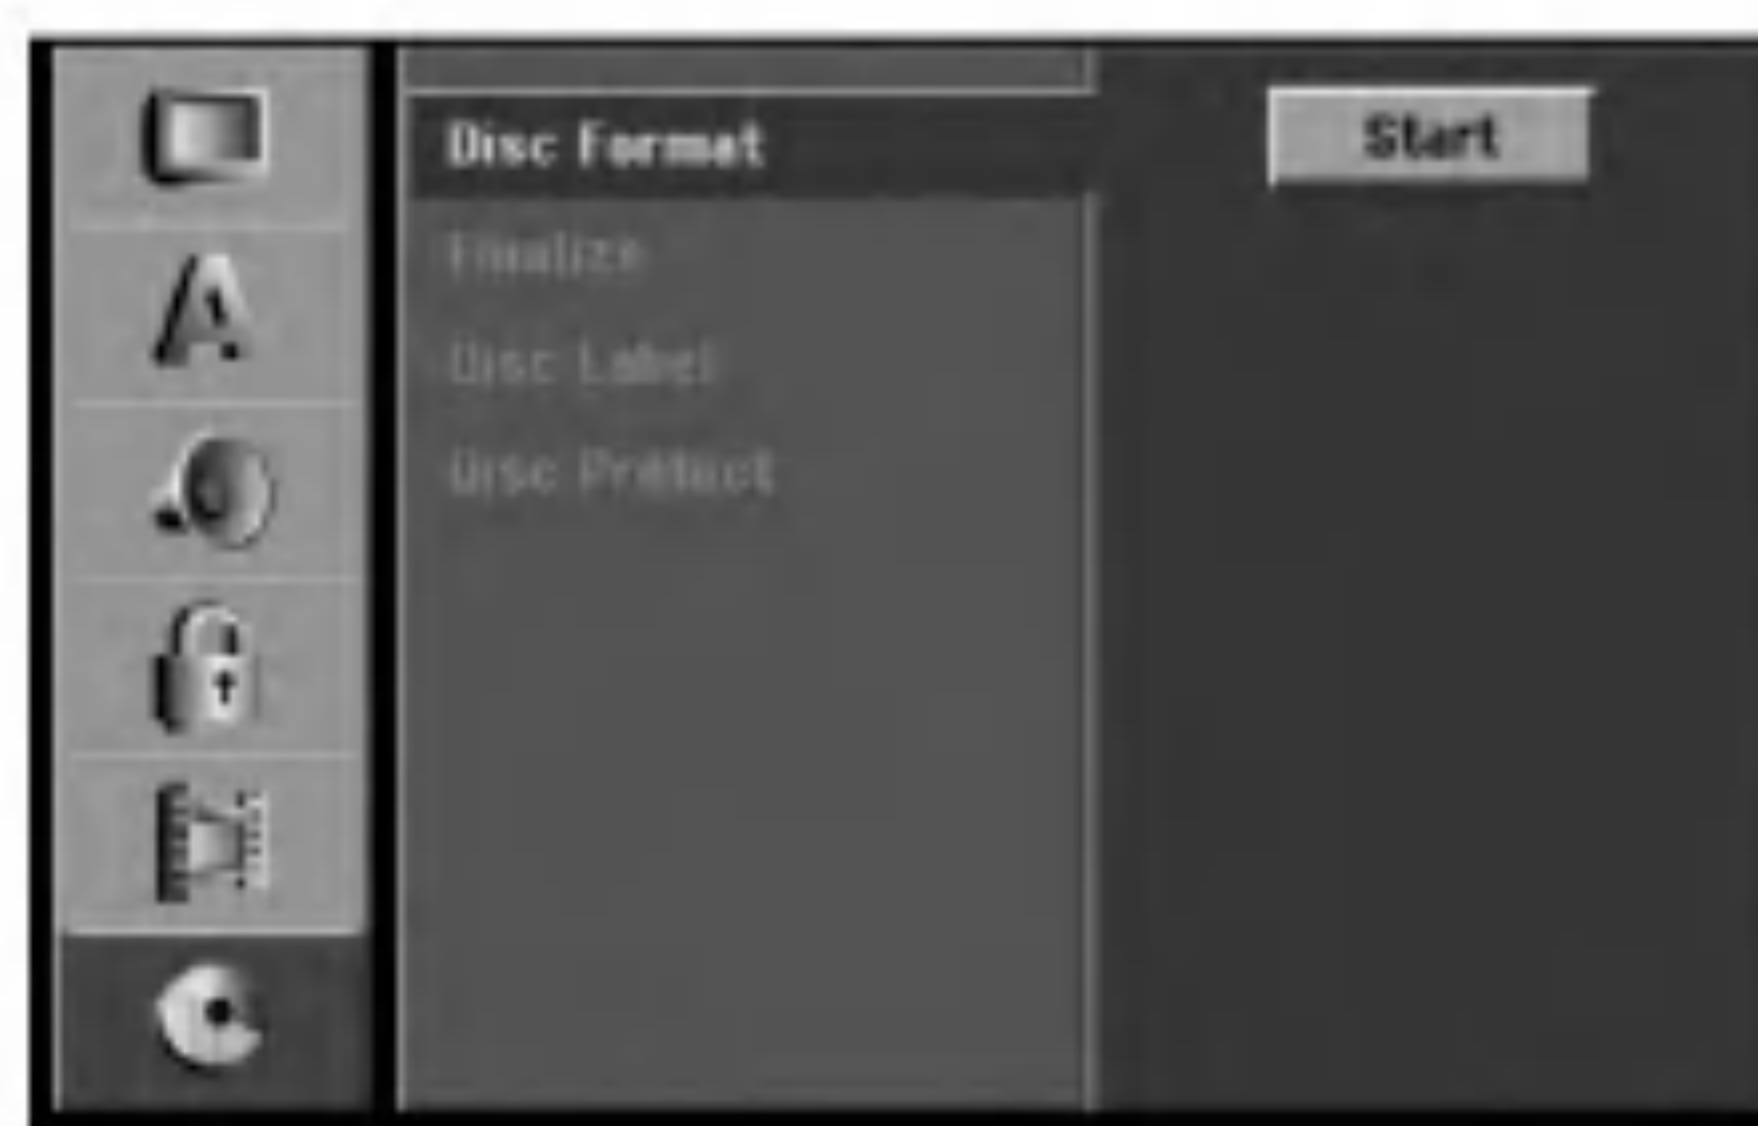 Disc Format
Start
Finalize
Disc Label
Disc Protect